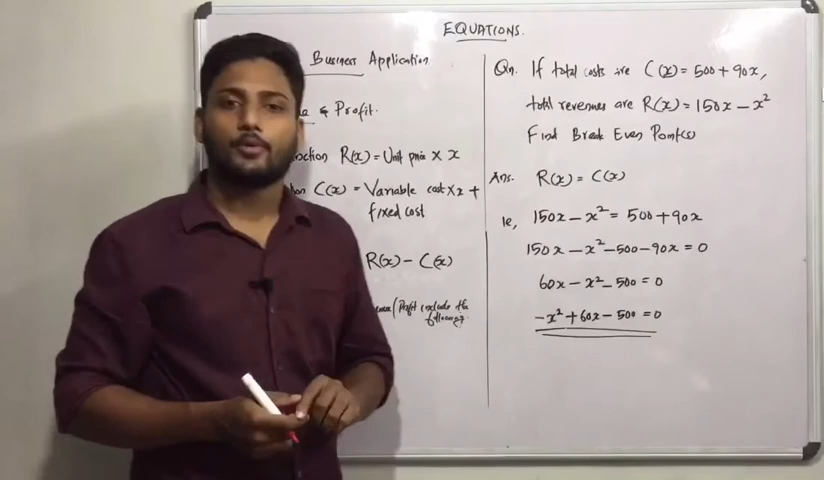 EQUATIONS.
Business Application
& Profit.
R(x) = Unit price × x
C(x) = Variable cost × x +
fixed cost
R(x) - C(x)
Qn. If total costs are C(x) = 500 + 90x,
total revenues are R(x) = 150x - x²
Find Break Even Point(s)
Ans. R(x) = C(x)
ie, 150x - x² = 500 + 90x
150x - x² - 500 - 90x = 0
60x - x² - 500 = 0
-x² + 60x - 500 = 0